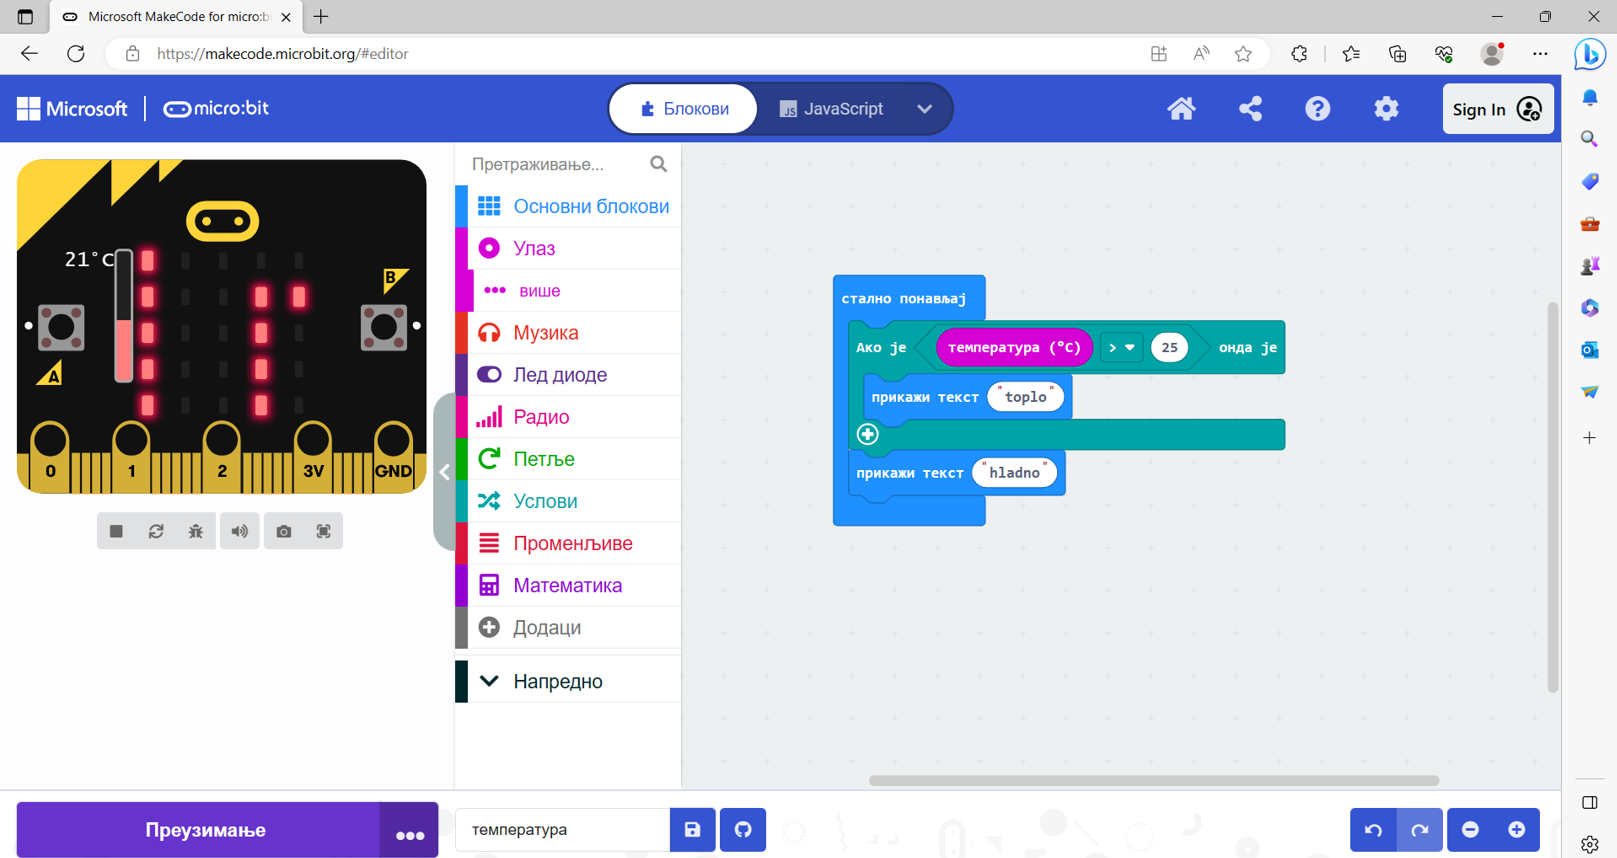 Microsoft MakeCode for micro:bi
https://makecode.microbit.org/#editor
Microsoft
micro:bit
Блокови
JS JavaScript
Sign In
21°C
B
A
0
1
2
3V
GND
Претраживање...
Основни блокови
Улаз
више
Музика
Лед диоде
Радио
Петље
Услови
Променљиве
Математика
Додаци
Напредно
стално понављај
Ако је температура (°C) > 25 онда је
прикажи текст "toplo"
прикажи текст "hladno"
Преузимање
температура